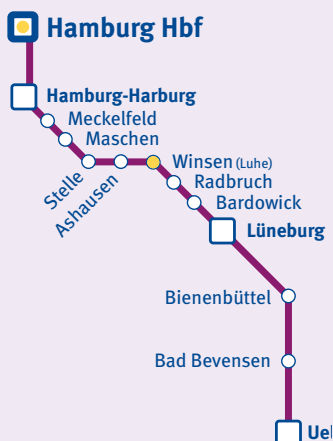 Hamburg Hbf
Hamburg-Harburg
Meckelfeld
Maschen
Stelle
Ashausen
Winsen (Luhe)
Radbruch
Bardowick
Lüneburg
Bienenbüttel
Bad Bevensen